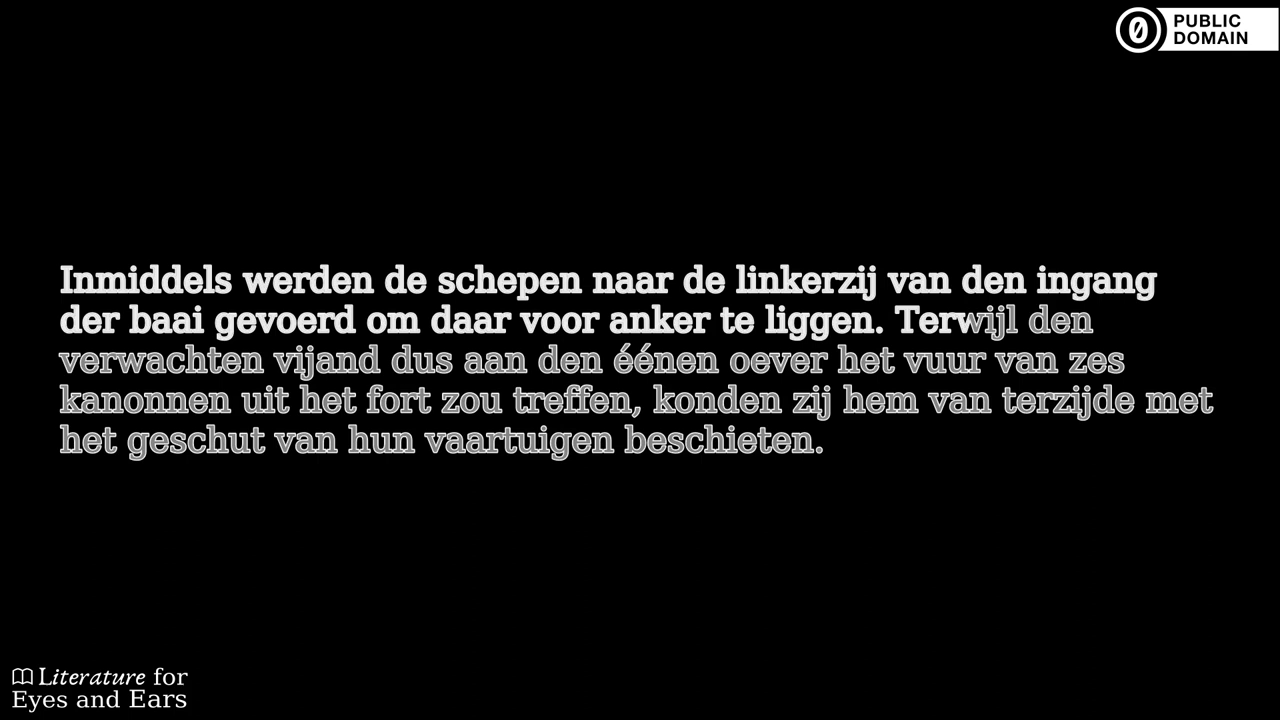 PUBLIC
DOMAIN
Inmiddels werden de schepen naar de linkerzij van den ingang
der baai gevoerd om daar voor anker te liggen. Terwijl den
verwachten vijand dus aan den éénen oever het vuur van zes
kanonnen uit het fort zou treffen, konden zij hem van terzijde met
het geschut van hun vaartuigen beschieten.
Literature for
Eyes and Ears